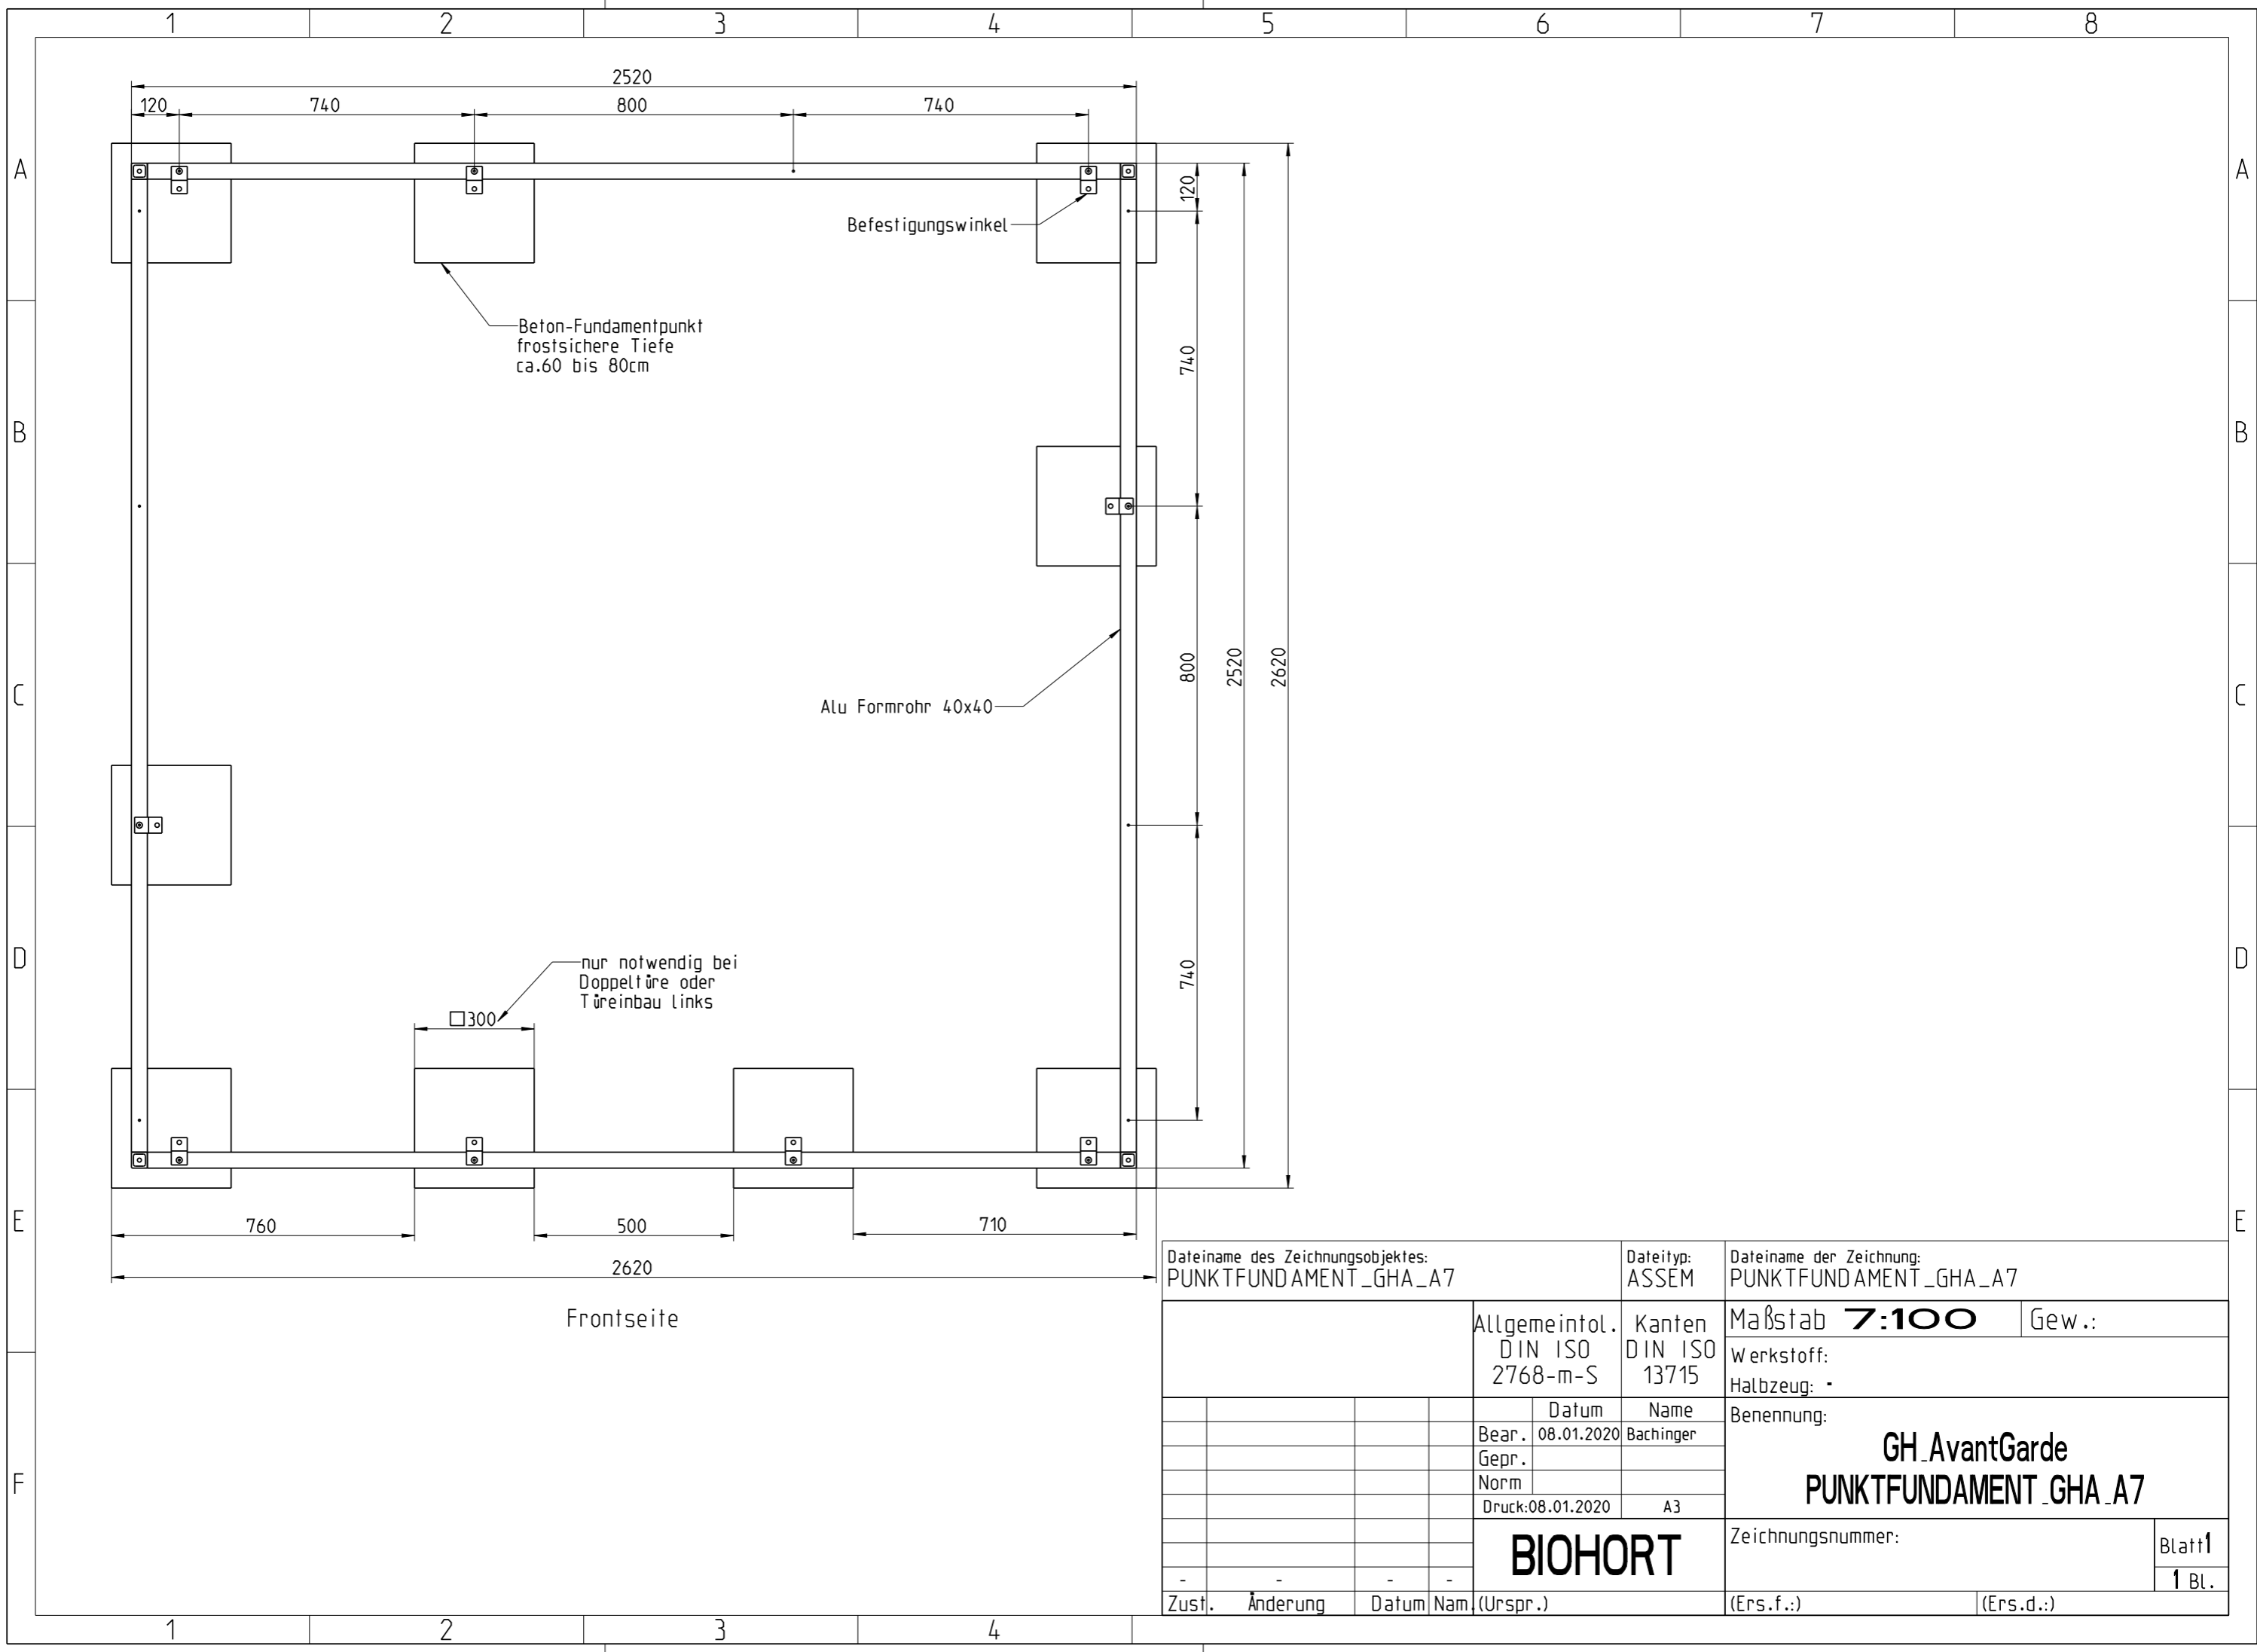 1 2 3 4 5 6 7 8
2520
120 740 800 740
A A
120
Befestigungswinkel
Beton-Fundamentpunkt
frostsichere Tiefe
ca.60 bis 80cm
740
B B
800
2520
2620
C C
Alu Formrohr 40x40
nur notwendig bei
Doppeltüre oder
Türeinbau links
D D
740
□300
E E
760 500 710
2620
Frontseite
Dateiname des Zeichnungsobjektes:
PUNKTFUNDAMENT_GHA_A7
Dateityp:
ASSEM
Dateiname der Zeichnung:
PUNKTFUNDAMENT_GHA_A7
Allgemeintol.
DIN ISO
2768-m-S
Kanten
DIN ISO
13715
Maßstab 7:100
Gew.:
Werkstoff:
Halbzeug: -
Datum Name
Bear. 08.01.2020 Bachinger
Gepr.
Norm
Druck:08.01.2020 A3
Benennung:
GH_AvantGarde
PUNKTFUNDAMENT_GHA_A7
F
BIOHORT
Zeichnungsnummer:
Blatt1
1 Bl.
- - - -
Zust. Änderung Datum Nam. (Urspr.) (Ers.f.:) (Ers.d.:)
1 2 3 4